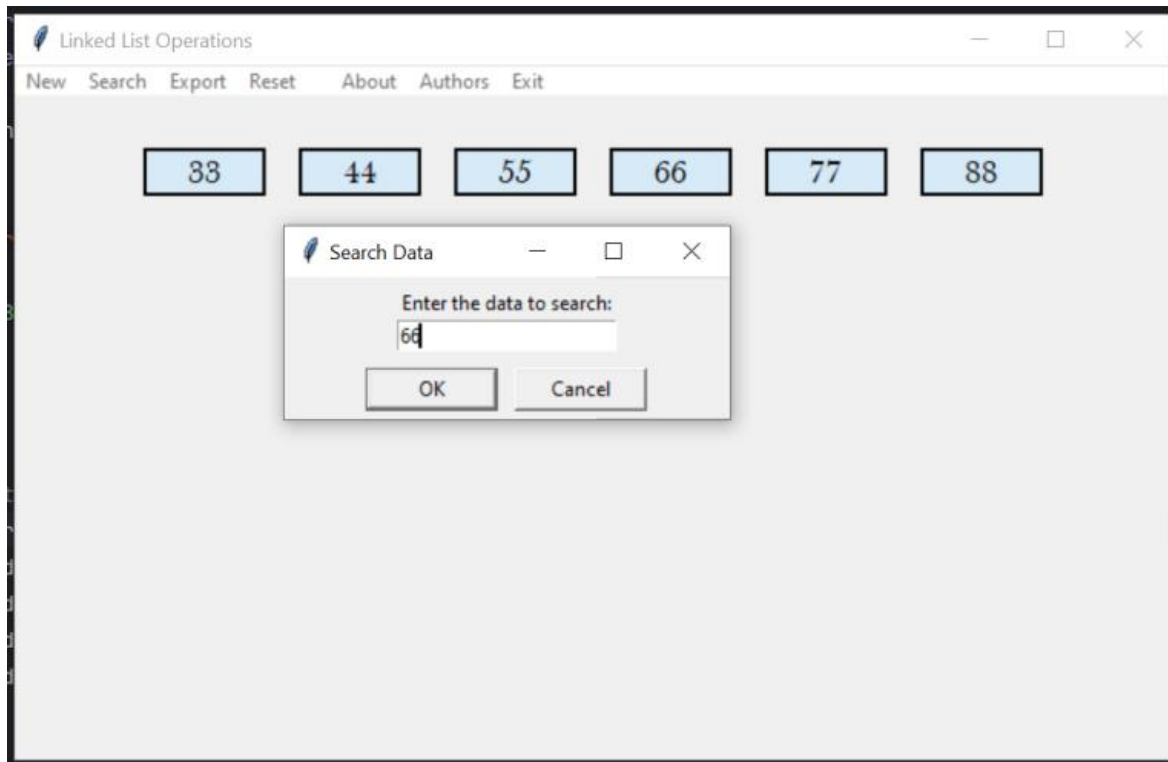 Linked List Operations
New Search Export Reset About Authors Exit
33 44 55 66 77 88
Search Data
Enter the data to search:
66
OK Cancel